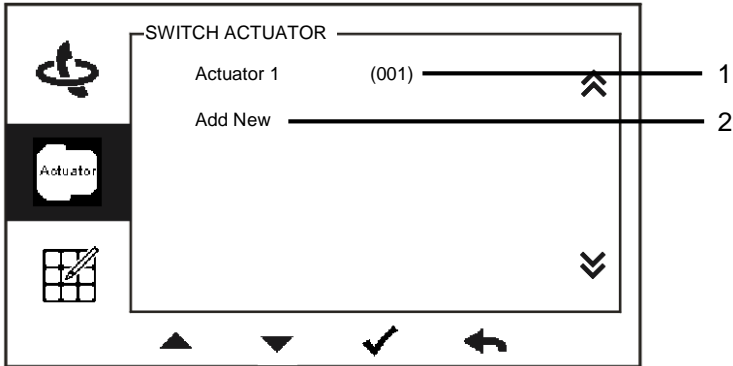 SWITCH ACTUATOR
Actuator 1 (001) 1
Add New 2
Actuator